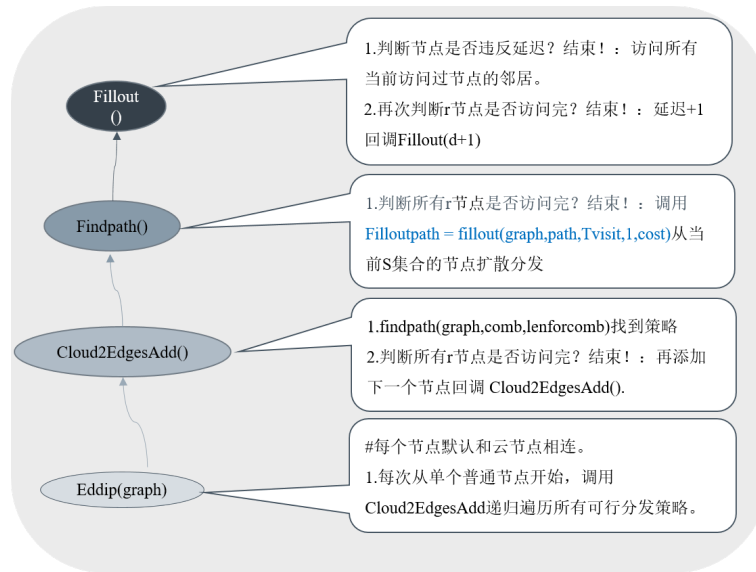 Fillout
()
1.判断节点是否违反延迟？结束！：访问所有
当前访问过节点的邻居。
2.再次判断r节点是否访问完？结束！：延迟+1
回调Fillout(d+1)
Findpath()
1.判断所有r节点是否访问完？结束！：调用
Filloutpath = fillout(graph,path,Tvisit,1,cost)从当
前S集合的节点扩散分发
Cloud2EdgesAdd()
1.findpath(graph,comb,lenforcomb)找到策略
2.判断所有r节点是否访问完？结束！：再添加
下一个节点回调 Cloud2EdgesAdd().
Eddip(graph)
#每个节点默认和云节点相连。
1.每次从单个普通节点开始，调用
Cloud2EdgesAdd递归遍历所有可行分发策略。